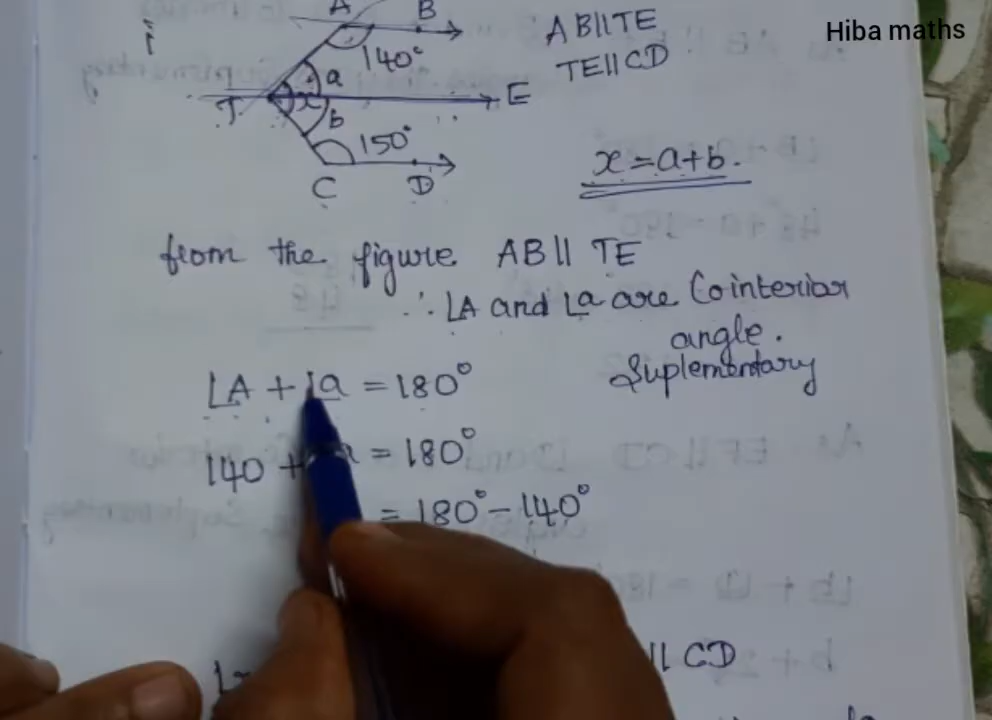 Hiba maths
i
A B
AB||TE
140°
TE||CD
a
T x E
b
150°
x=a+b.
C D
from the figure AB|| TE
∴ ∠A and ∠a are Cointerior
angle.
Suplementary
∠A + ∠a = 180°
140 + a = 180°
= 180° - 140°
|| CD